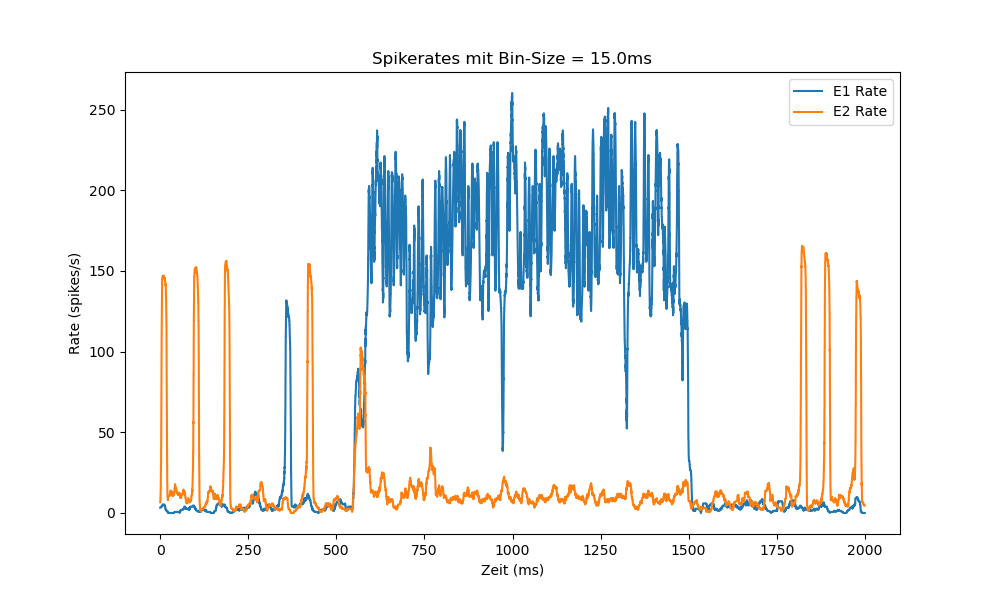 Spikerates mit Bin-Size = 15.0ms
E1 Rate
E2 Rate
Rate (spikes/s)
250
200
150
100
50
0
0 250 500 750 1000 1250 1500 1750 2000
Zeit (ms)